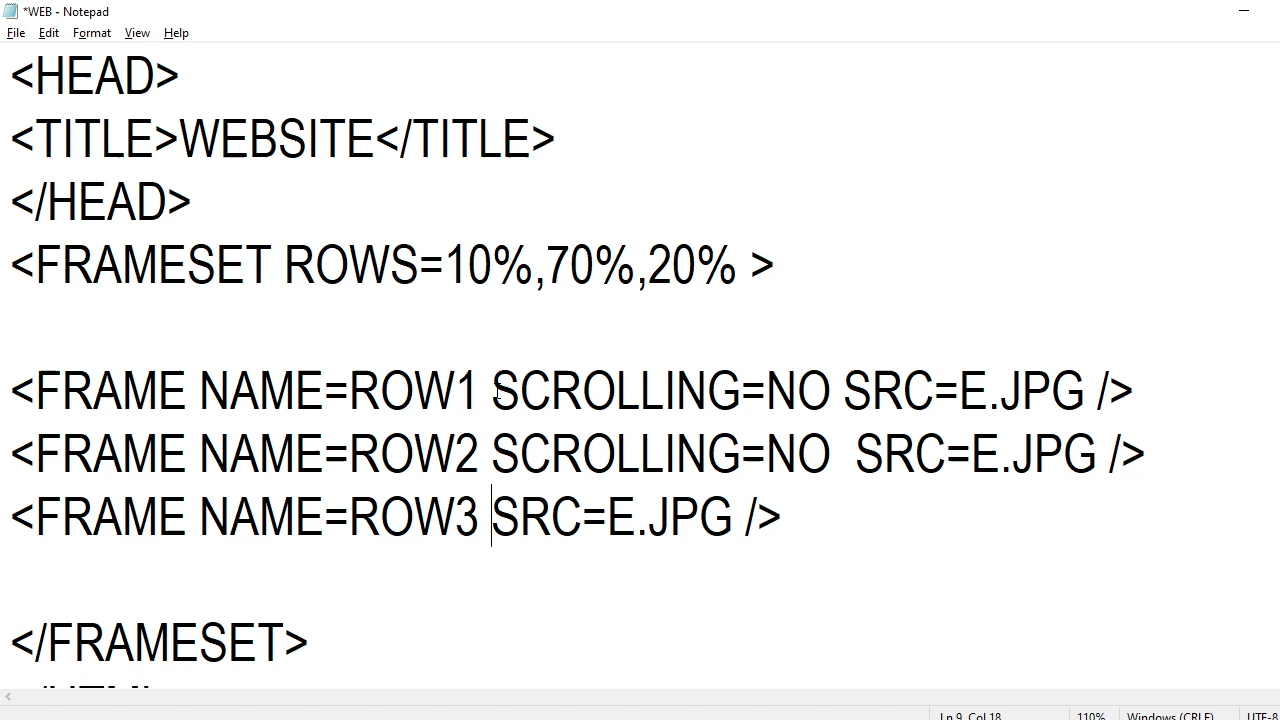 *WEB - Notepad
File Edit Format View Help
<HEAD>
<TITLE>WEBSITE</TITLE>
</HEAD>
<FRAMESET ROWS=10%,70%,20% >
<FRAME NAME=ROW1 SCROLLING=NO SRC=E.JPG />
<FRAME NAME=ROW2 SCROLLING=NO  SRC=E.JPG />
<FRAME NAME=ROW3 SRC=E.JPG />
</FRAMESET>
Ln 9, Col 18 110% Windows (CRLF) UTF-8